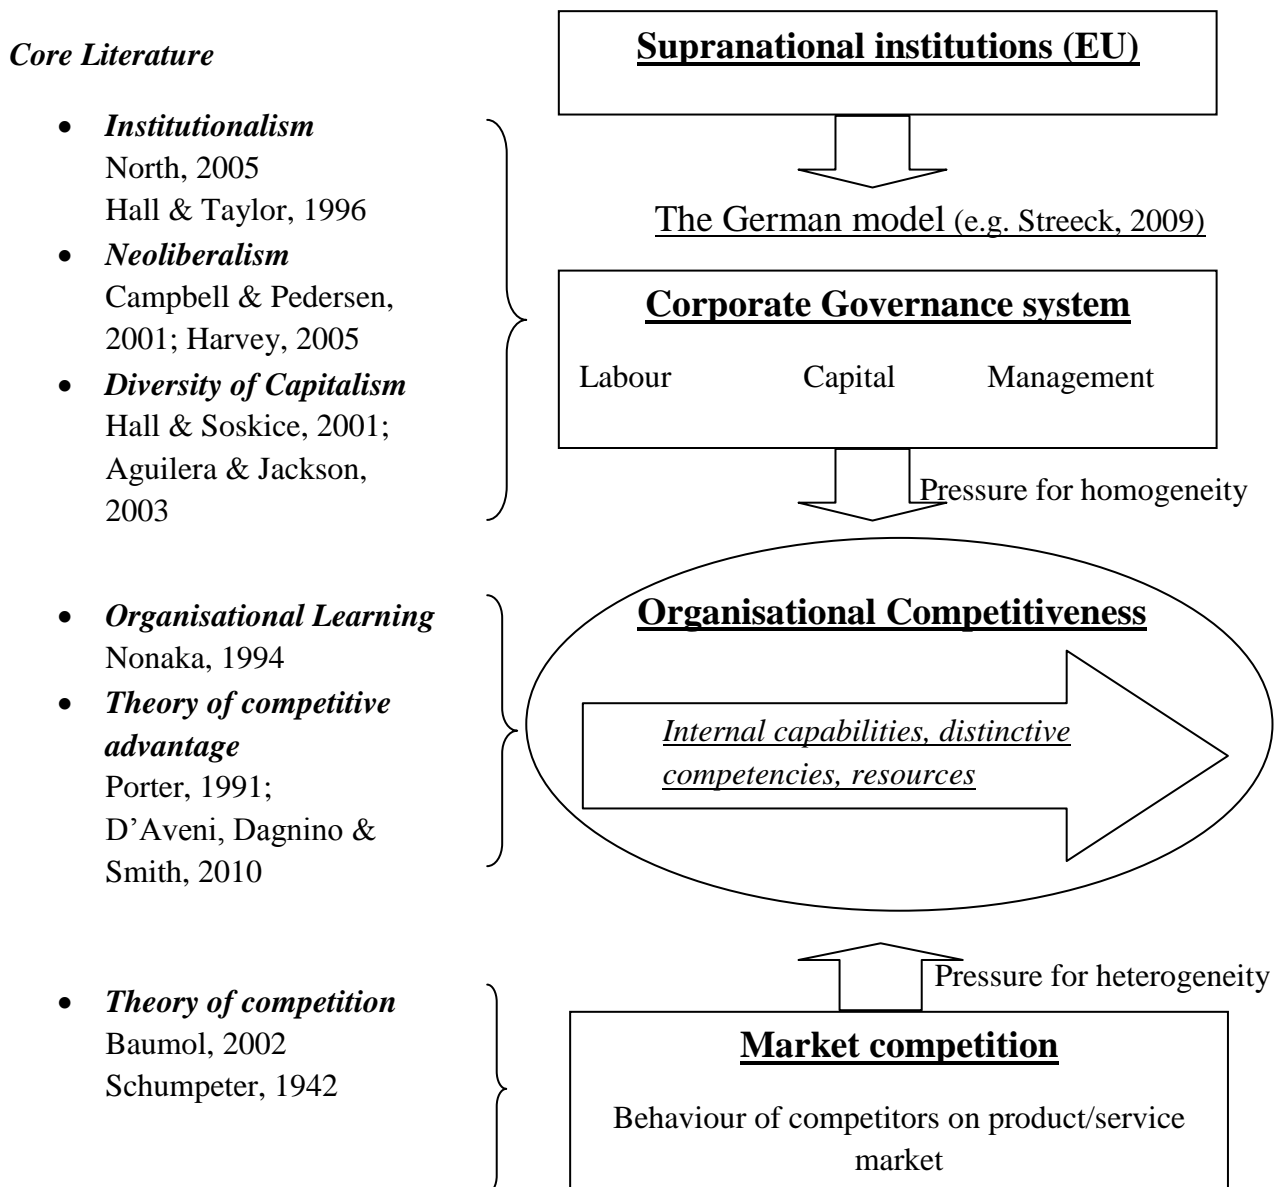 Core Literature
• Institutionalism
North, 2005
Hall & Taylor, 1996
• Neoliberalism
Campbell & Pedersen,
2001; Harvey, 2005
• Diversity of Capitalism
Hall & Soskice, 2001;
Aguilera & Jackson,
2003
• Organisational Learning
Nonaka, 1994
• Theory of competitive
advantage
Porter, 1991;
D’Aveni, Dagnino &
Smith, 2010
• Theory of competition
Baumol, 2002
Schumpeter, 1942
Supranational institutions (EU)
The German model (e.g. Streeck, 2009)
Corporate Governance system
Labour Capital Management
Pressure for homogeneity
Organisational Competitiveness
Internal capabilities, distinctive
competencies, resources
Pressure for heterogeneity
Market competition
Behaviour of competitors on product/service
market